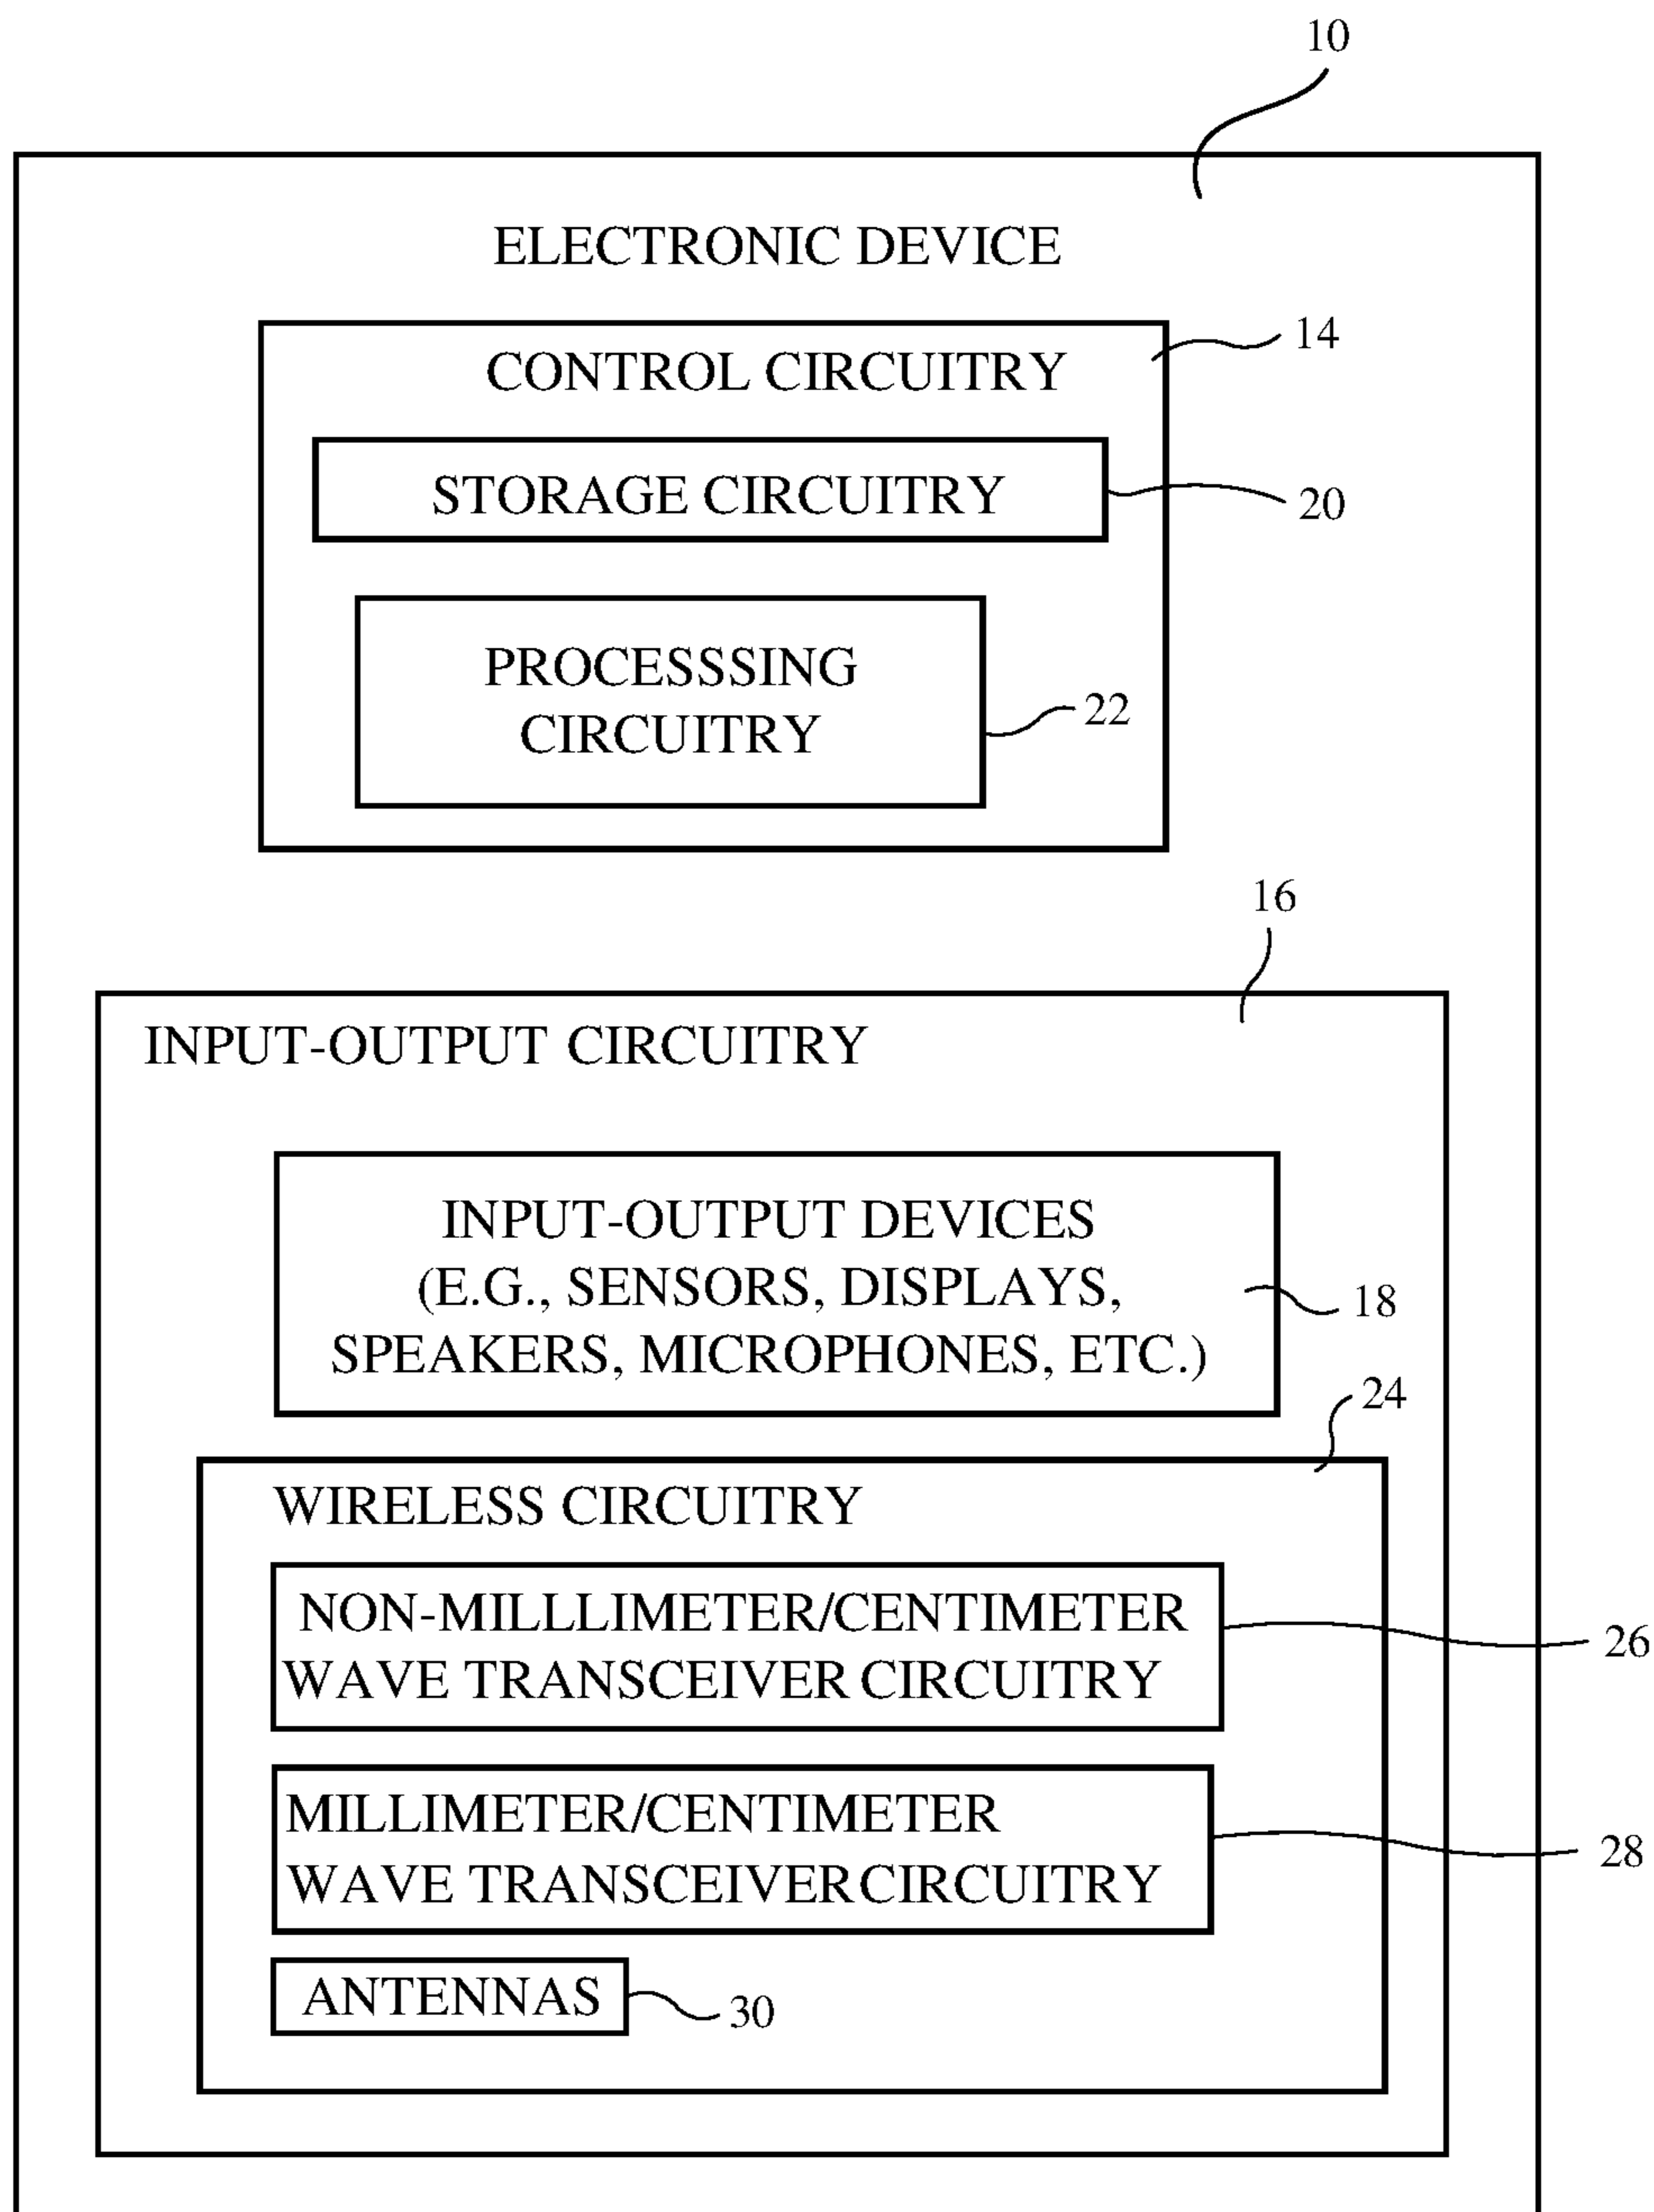 10
ELECTRONIC DEVICE
14
CONTROL CIRCUITRY
STORAGE CIRCUITRY
20
PROCESSSING
CIRCUITRY
22
16
INPUT-OUTPUT CIRCUITRY
INPUT-OUTPUT DEVICES
(E.G., SENSORS, DISPLAYS,
SPEAKERS, MICROPHONES, ETC.)
18
24
WIRELESS CIRCUITRY
NON-MILLLIMETER/CENTIMETER
WAVE TRANSCEIVER CIRCUITRY
26
MILLIMETER/CENTIMETER
WAVE TRANSCEIVER CIRCUITRY
28
ANTENNAS
30